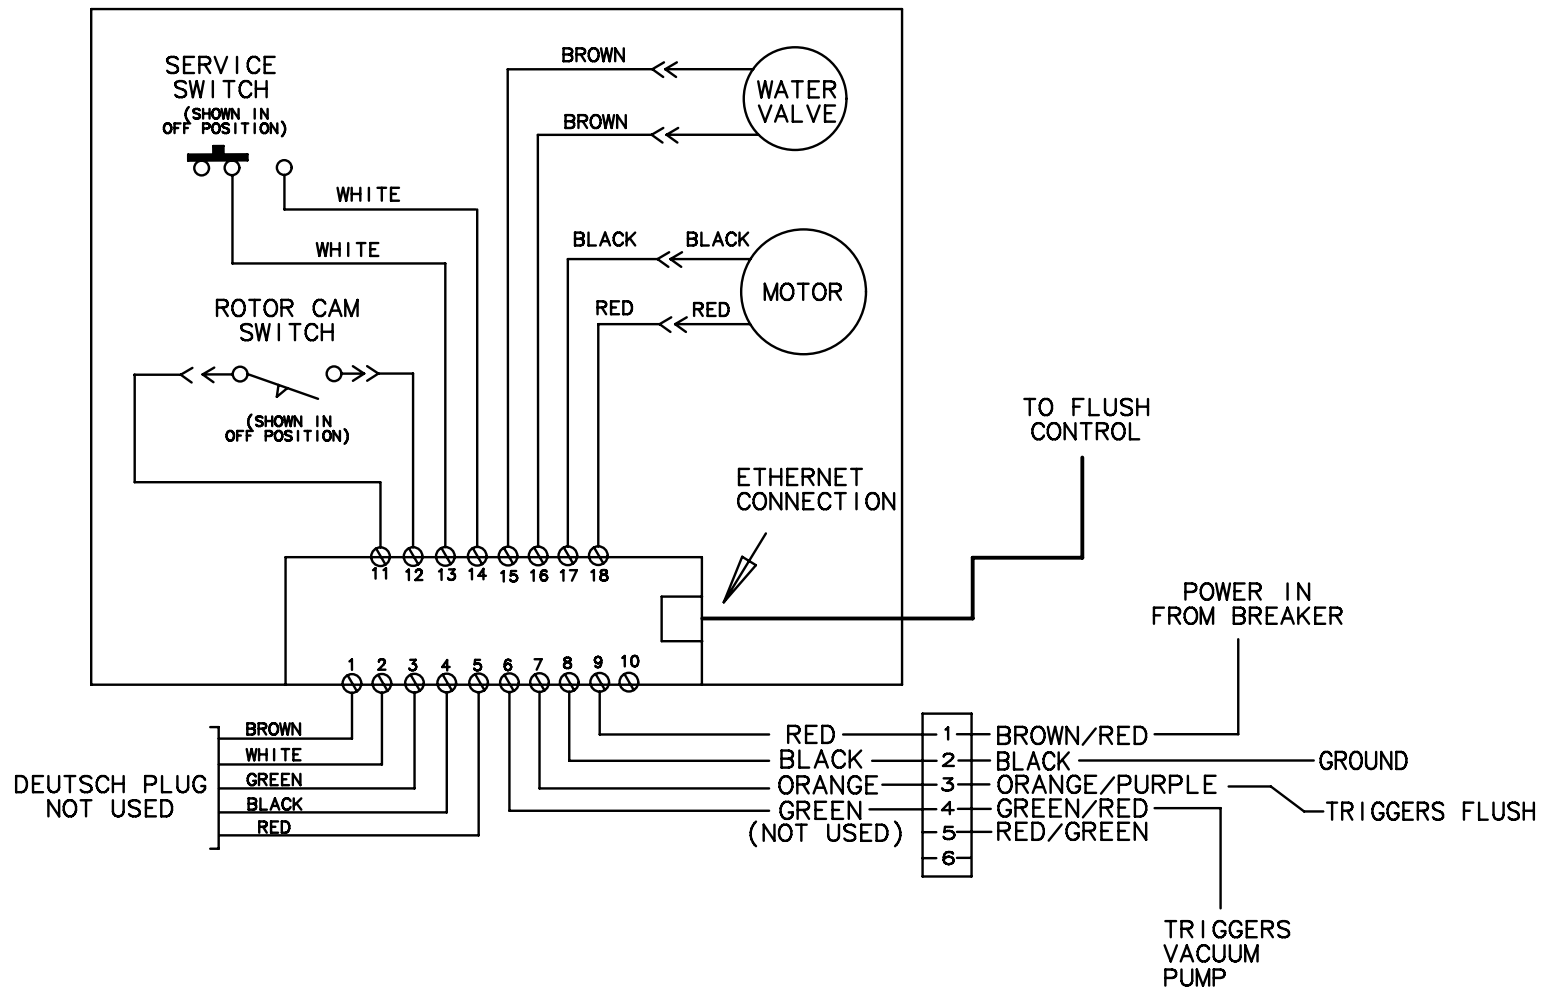 SERVICE
SWITCH
(SHOWN IN
OFF POSITION)
BROWN
WATER
VALVE
BROWN
WHITE
WHITE
BLACK
BLACK
MOTOR
RED
RED
ROTOR CAM
SWITCH
(SHOWN IN
OFF POSITION)
TO FLUSH
CONTROL
ETHERNET
CONNECTION
11 12 13 14 15 16 17 18
POWER IN
FROM BREAKER
1 2 3 4 5 6 7 8 9 10
DEUTSCH PLUG
NOT USED
BROWN
WHITE
GREEN
BLACK
RED
RED 1 BROWN/RED
BLACK 2 BLACK GROUND
ORANGE 3 ORANGE/PURPLE
TRIGGERS FLUSH
GREEN 4 GREEN/RED
(NOT USED) 5 RED/GREEN
6
TRIGGERS
VACUUM
PUMP